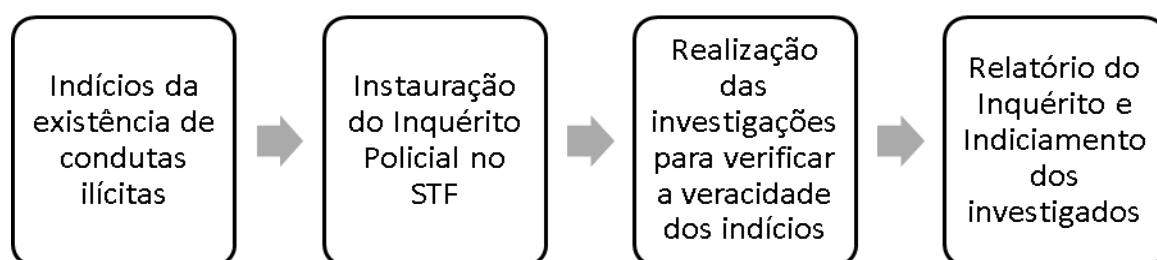 Indícios da
existência de
condutas
ilícitas
Instauração
do Inquérito
Policial no
STF
Realização
das
investigações
para verificar
a veracidade
dos indícios
Relatório do
Inquérito e
Indiciamento
dos
investigados